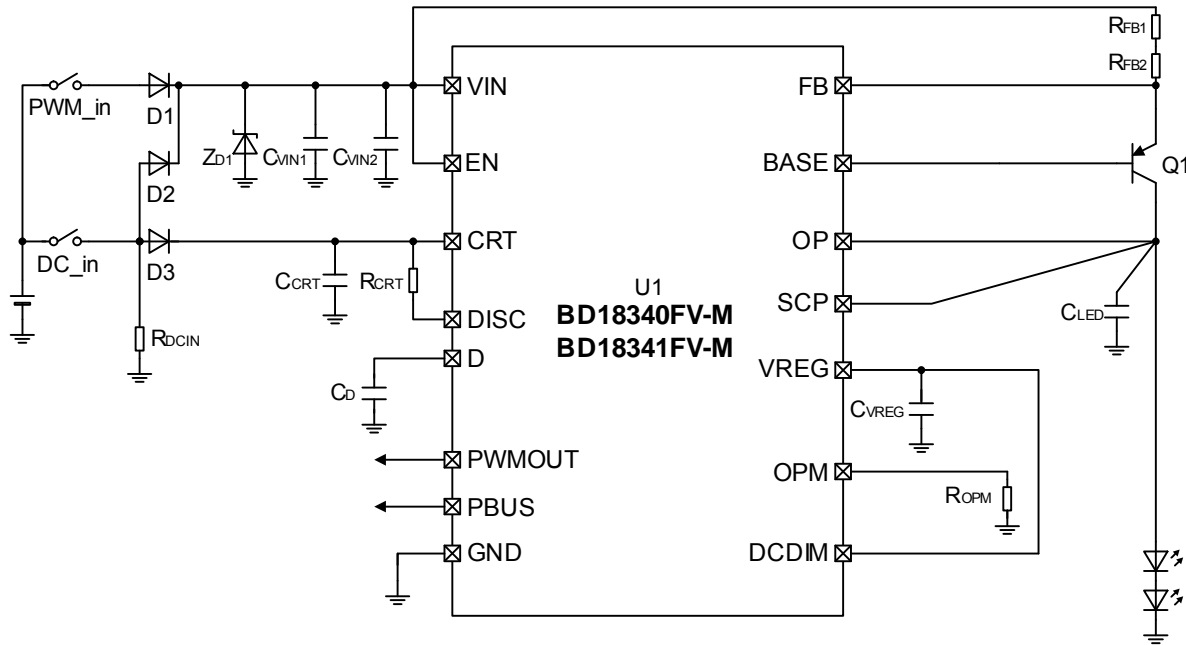 RFB1
RFB2
VIN
FB
PWM_in
D1
ZD1
CVIN1
CVIN2
D2
EN
BASE
Q1
CRT
OP
DC_in
D3
CCRT
RCRT
U1
SCP
BD18340FV-M
BD18341FV-M
CLED
DISC
RDCIN
D
VREG
CD
CVREG
PWMOUT
OPM
ROPM
PBUS
GND
DCDIM